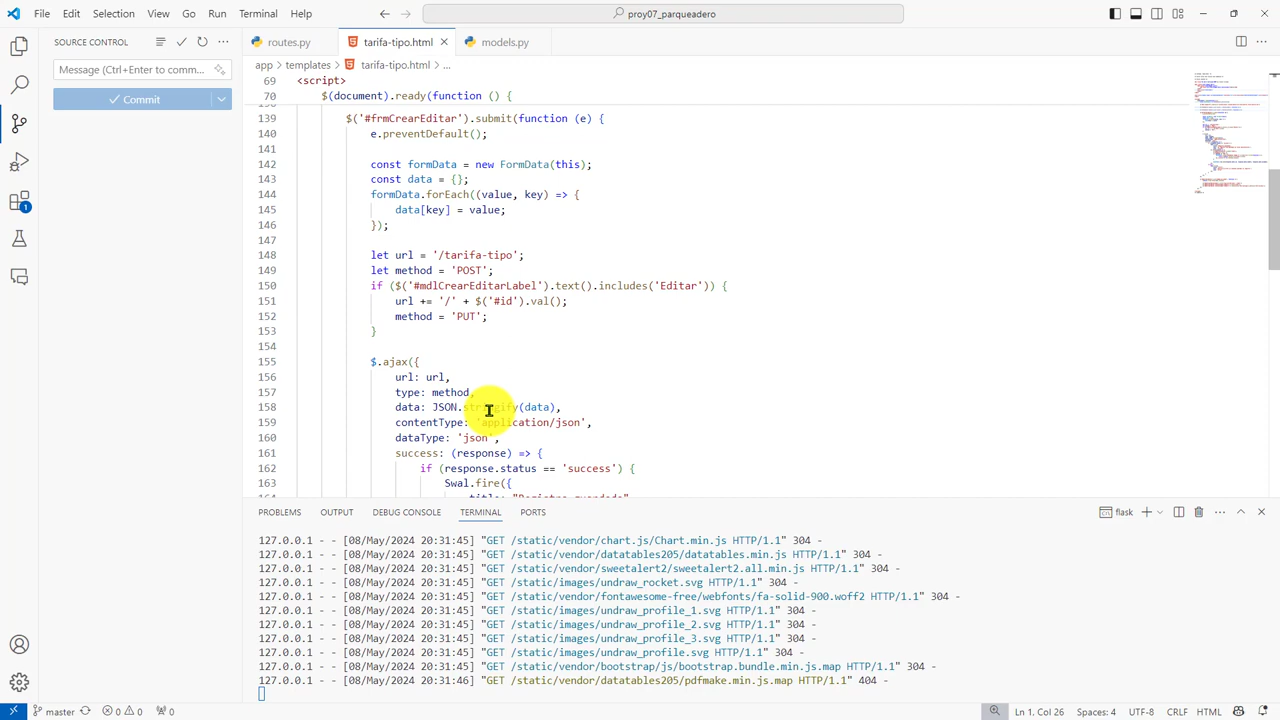 File Edit Selection View Go Run Terminal Help
proy07_parqueadero
SOURCE CONTROL
Message (Ctrl+Enter to comm...
Commit
routes.py
tarifa-tipo.html
models.py
app templates tarifa-tipo.html ...
69 <script>
70 $(document).ready(function
139 $('#frmCrearEditar').submit(function (e) {
140 e.preventDefault();
141
142 const formData = new FormData(this);
143 const data = {};
144 formData.forEach((value, key) => {
145 data[key] = value;
146 });
147
148 let url = '/tarifa-tipo';
149 let method = 'POST';
150 if ($('#mdlCrearEditarLabel').text().includes('Editar')) {
151 url += '/' + $('#id').val();
152 method = 'PUT';
153 }
154
155 $.ajax({
156 url: url,
157 type: method,
158 data: JSON.stringify(data),
159 contentType: 'application/json',
160 dataType: 'json',
161 success: (response) => {
162 if (response.status == 'success') {
163 Swal.fire({
PROBLEMS OUTPUT DEBUG CONSOLE TERMINAL PORTS
flask
127.0.0.1 - - [08/May/2024 20:31:45] "GET /static/vendor/chart.js/Chart.min.js HTTP/1.1" 304 -
127.0.0.1 - - [08/May/2024 20:31:45] "GET /static/vendor/datatables205/datatables.min.js HTTP/1.1" 304 -
127.0.0.1 - - [08/May/2024 20:31:45] "GET /static/vendor/sweetalert2/sweetalert2.all.min.js HTTP/1.1" 304 -
127.0.0.1 - - [08/May/2024 20:31:45] "GET /static/images/undraw_rocket.svg HTTP/1.1" 304 -
127.0.0.1 - - [08/May/2024 20:31:45] "GET /static/vendor/fontawesome-free/webfonts/fa-solid-900.woff2 HTTP/1.1" 304 -
127.0.0.1 - - [08/May/2024 20:31:45] "GET /static/images/undraw_profile_1.svg HTTP/1.1" 304 -
127.0.0.1 - - [08/May/2024 20:31:45] "GET /static/images/undraw_profile_2.svg HTTP/1.1" 304 -
127.0.0.1 - - [08/May/2024 20:31:45] "GET /static/images/undraw_profile_3.svg HTTP/1.1" 304 -
127.0.0.1 - - [08/May/2024 20:31:45] "GET /static/images/undraw_profile.svg HTTP/1.1" 304 -
127.0.0.1 - - [08/May/2024 20:31:45] "GET /static/vendor/bootstrap/js/bootstrap.bundle.min.js.map HTTP/1.1" 304 -
127.0.0.1 - - [08/May/2024 20:31:46] "GET /static/vendor/datatables205/pdfmake.min.js.map HTTP/1.1" 404 -
1
master 0 0 0 Ln 1, Col 26 Spaces: 4 UTF-8 CRLF HTML